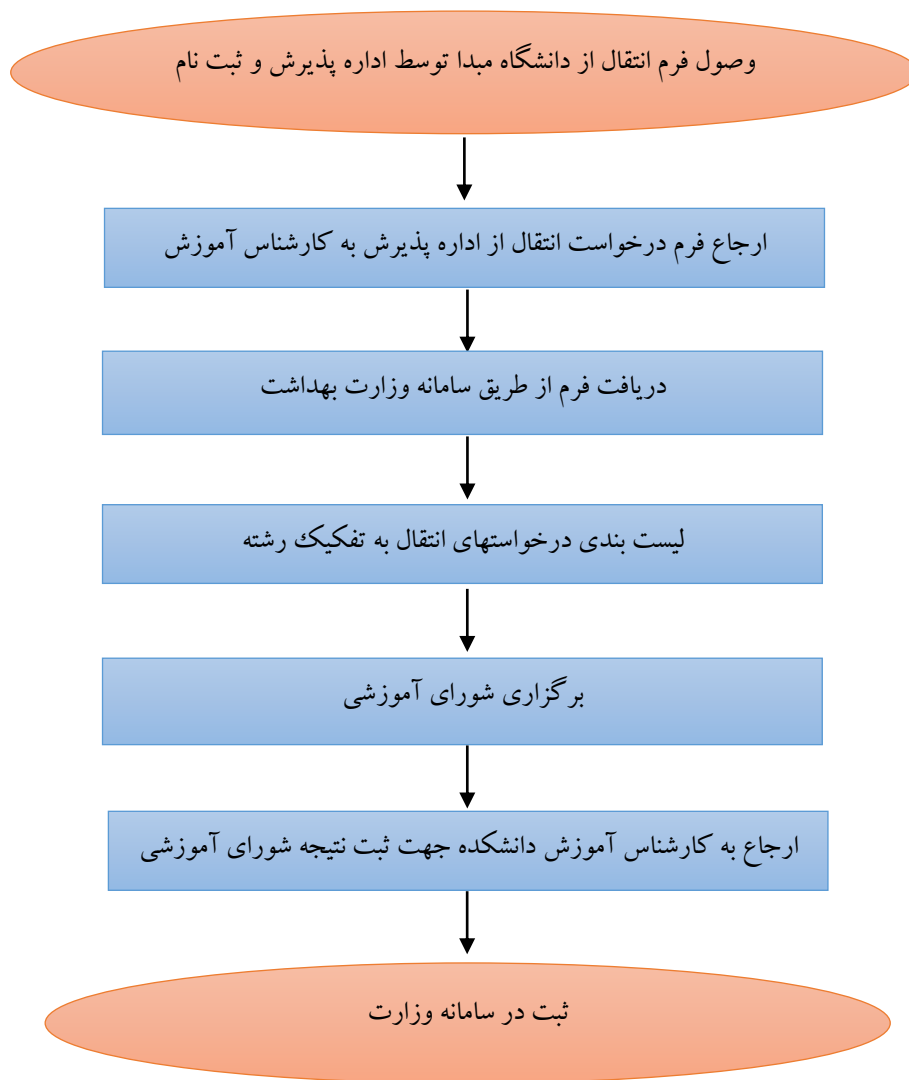 وصول فرم انتقال از دانشگاه مبدا توسط اداره پذیرش و ثبت نام
ارجاع فرم درخواست انتقال از اداره پذیرش به کارشناس آموزش
دریافت فرم از طریق سامانه وزارت بهداشت
لیست بندی درخواستهای انتقال به تفکیک رشته
برگزاری شورای آموزشی
ارجاع به کارشناس آموزش دانشکده جهت ثبت نتیجه شورای آموزشی
ثبت در سامانه وزارت